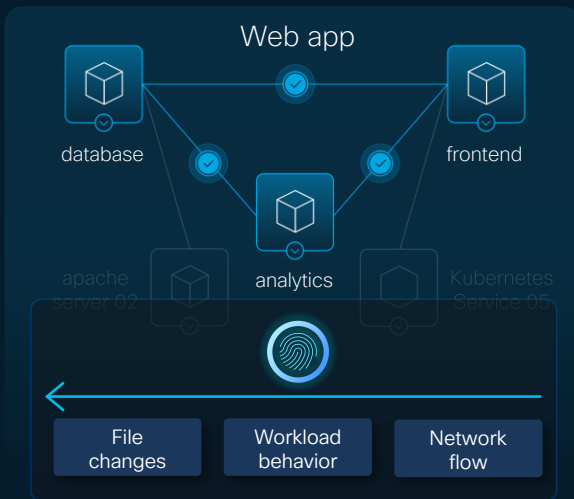 Web app
database
frontend
analytics
apache
server 02
Kubernetes
Service 05
File
changes
Workload
behavior
Network
flow